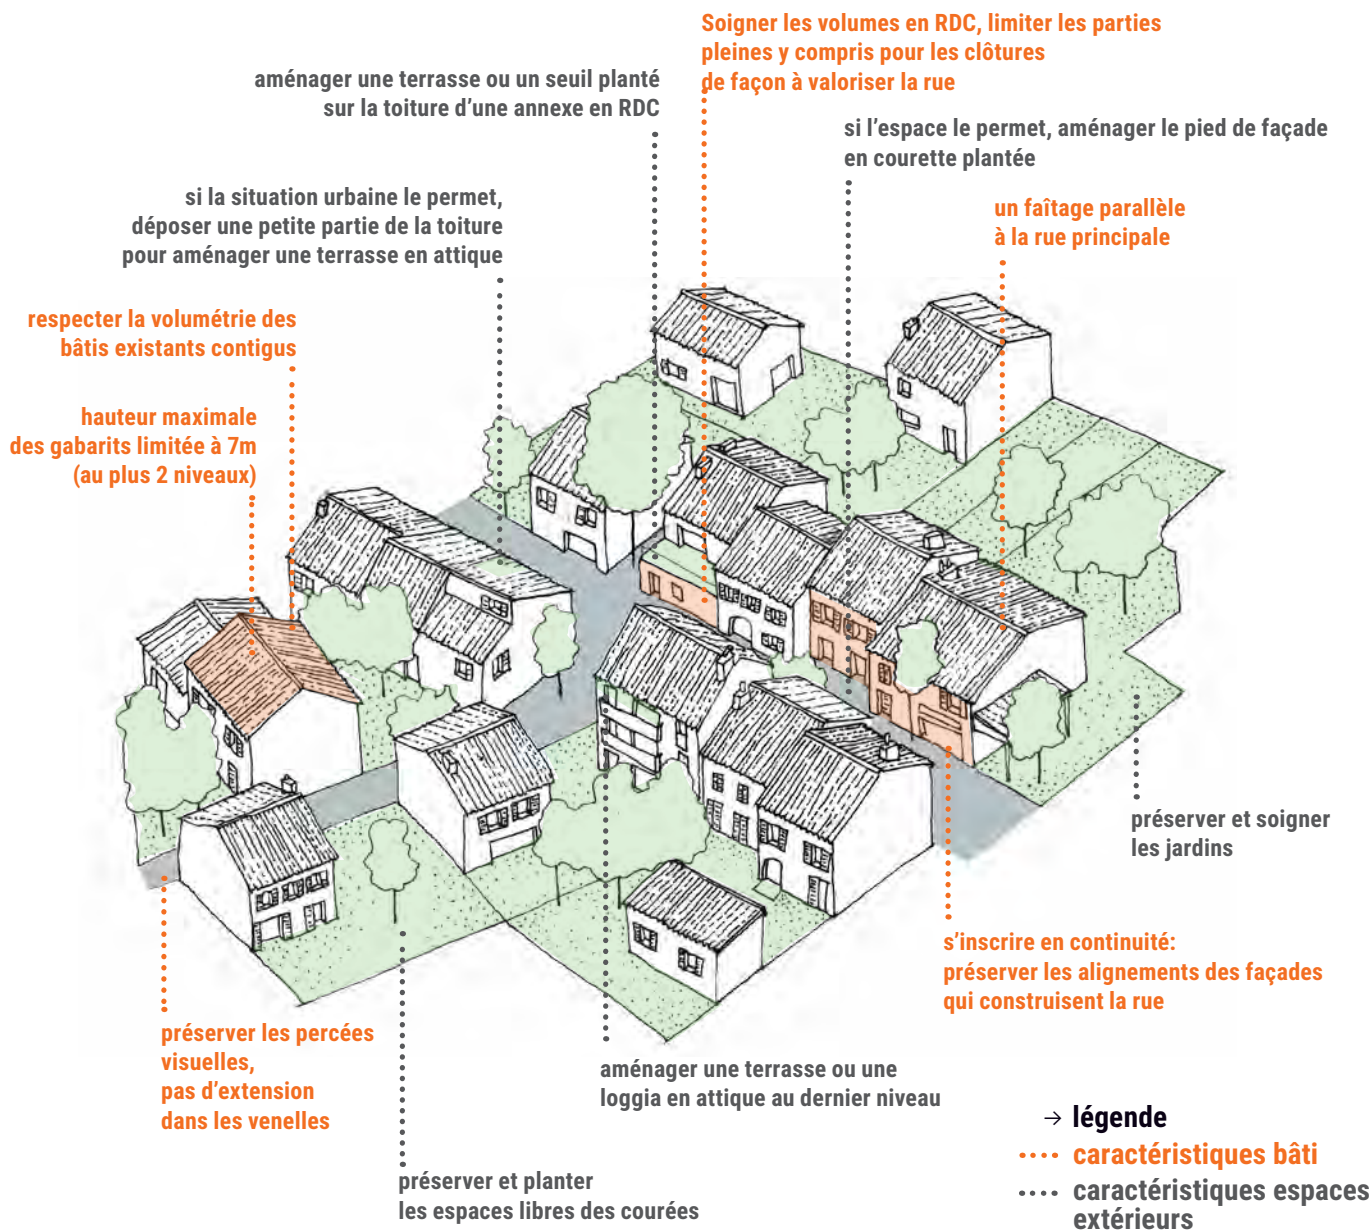 Soigner les volumes en RDC, limiter les parties
pleines y compris pour les clôtures
de façon à valoriser la rue
aménager une terrasse ou un seuil planté
sur la toiture d'une annexe en RDC
si l'espace le permet, aménager le pied de façade
en courette plantée
si la situation urbaine le permet,
déposer une petite partie de la toiture
pour aménager une terrasse en attique
un faîtage parallèle
à la rue principale
respecter la volumétrie des
bâtis existants contigus
hauteur maximale
des gabarits limitée à 7m
(au plus 2 niveaux)
préserver et soigner
les jardins
s'inscrire en continuité:
préserver les alignements des façades
qui construisent la rue
préserver les percées
visuelles,
pas d'extension
dans les venelles
aménager une terrasse ou une
loggia en attique au dernier niveau
préserver et planter
les espaces libres des courées
→ légende
caractéristiques bâti
caractéristiques espaces
extérieurs